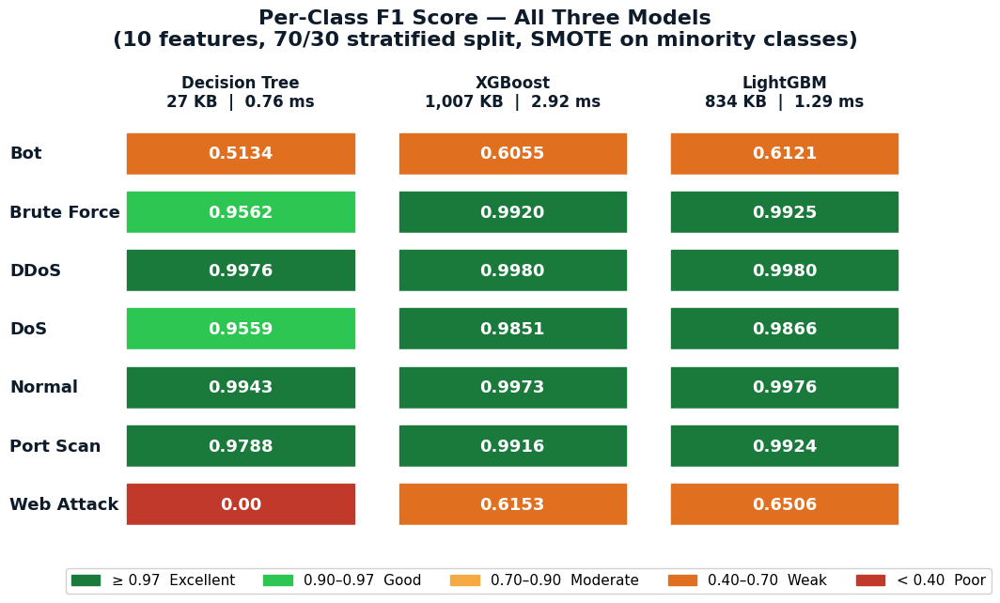 Per-Class F1 Score — All Three Models
(10 features, 70/30 stratified split, SMOTE on minority classes)
Decision Tree XGBoost LightGBM
27 KB | 0.76 ms 1,007 KB | 2.92 ms 834 KB | 1.29 ms
Bot 0.5134 0.6055 0.6121
Brute Force 0.9562 0.9920 0.9925
DDoS 0.9976 0.9980 0.9980
DoS 0.9559 0.9851 0.9866
Normal 0.9943 0.9973 0.9976
Port Scan 0.9788 0.9916 0.9924
Web Attack 0.00 0.6153 0.6506
≥ 0.97 Excellent 0.90–0.97 Good 0.70–0.90 Moderate 0.40–0.70 Weak < 0.40 Poor